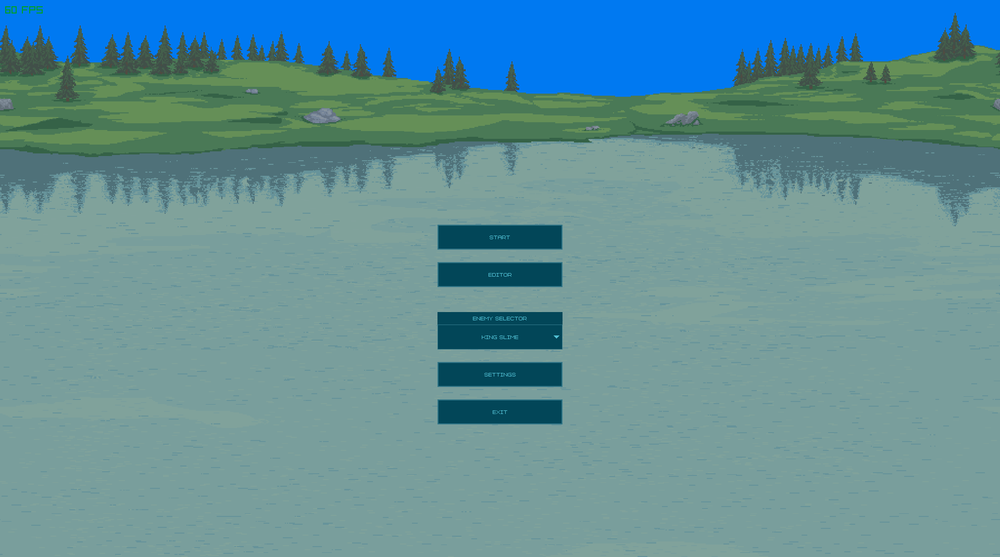 60 FPS
START
EDITOR
ENEMY SELECTOR
KING SLIME
SETTINGS
EXIT